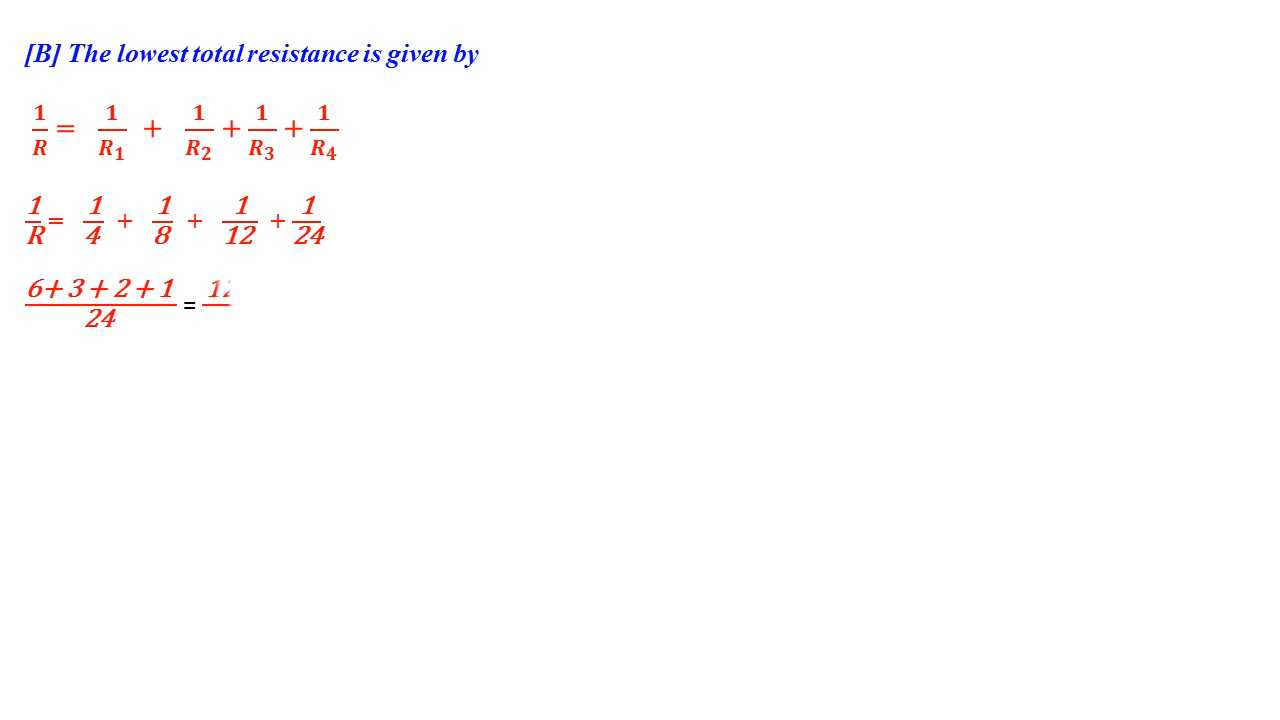 [B] The lowest total resistance is given by
1/R = 1/R₁ + 1/R₂ + 1/R₃ + 1/R₄
1/R = 1/4 + 1/8 + 1/12 + 1/24
6+3+2+1/24 =